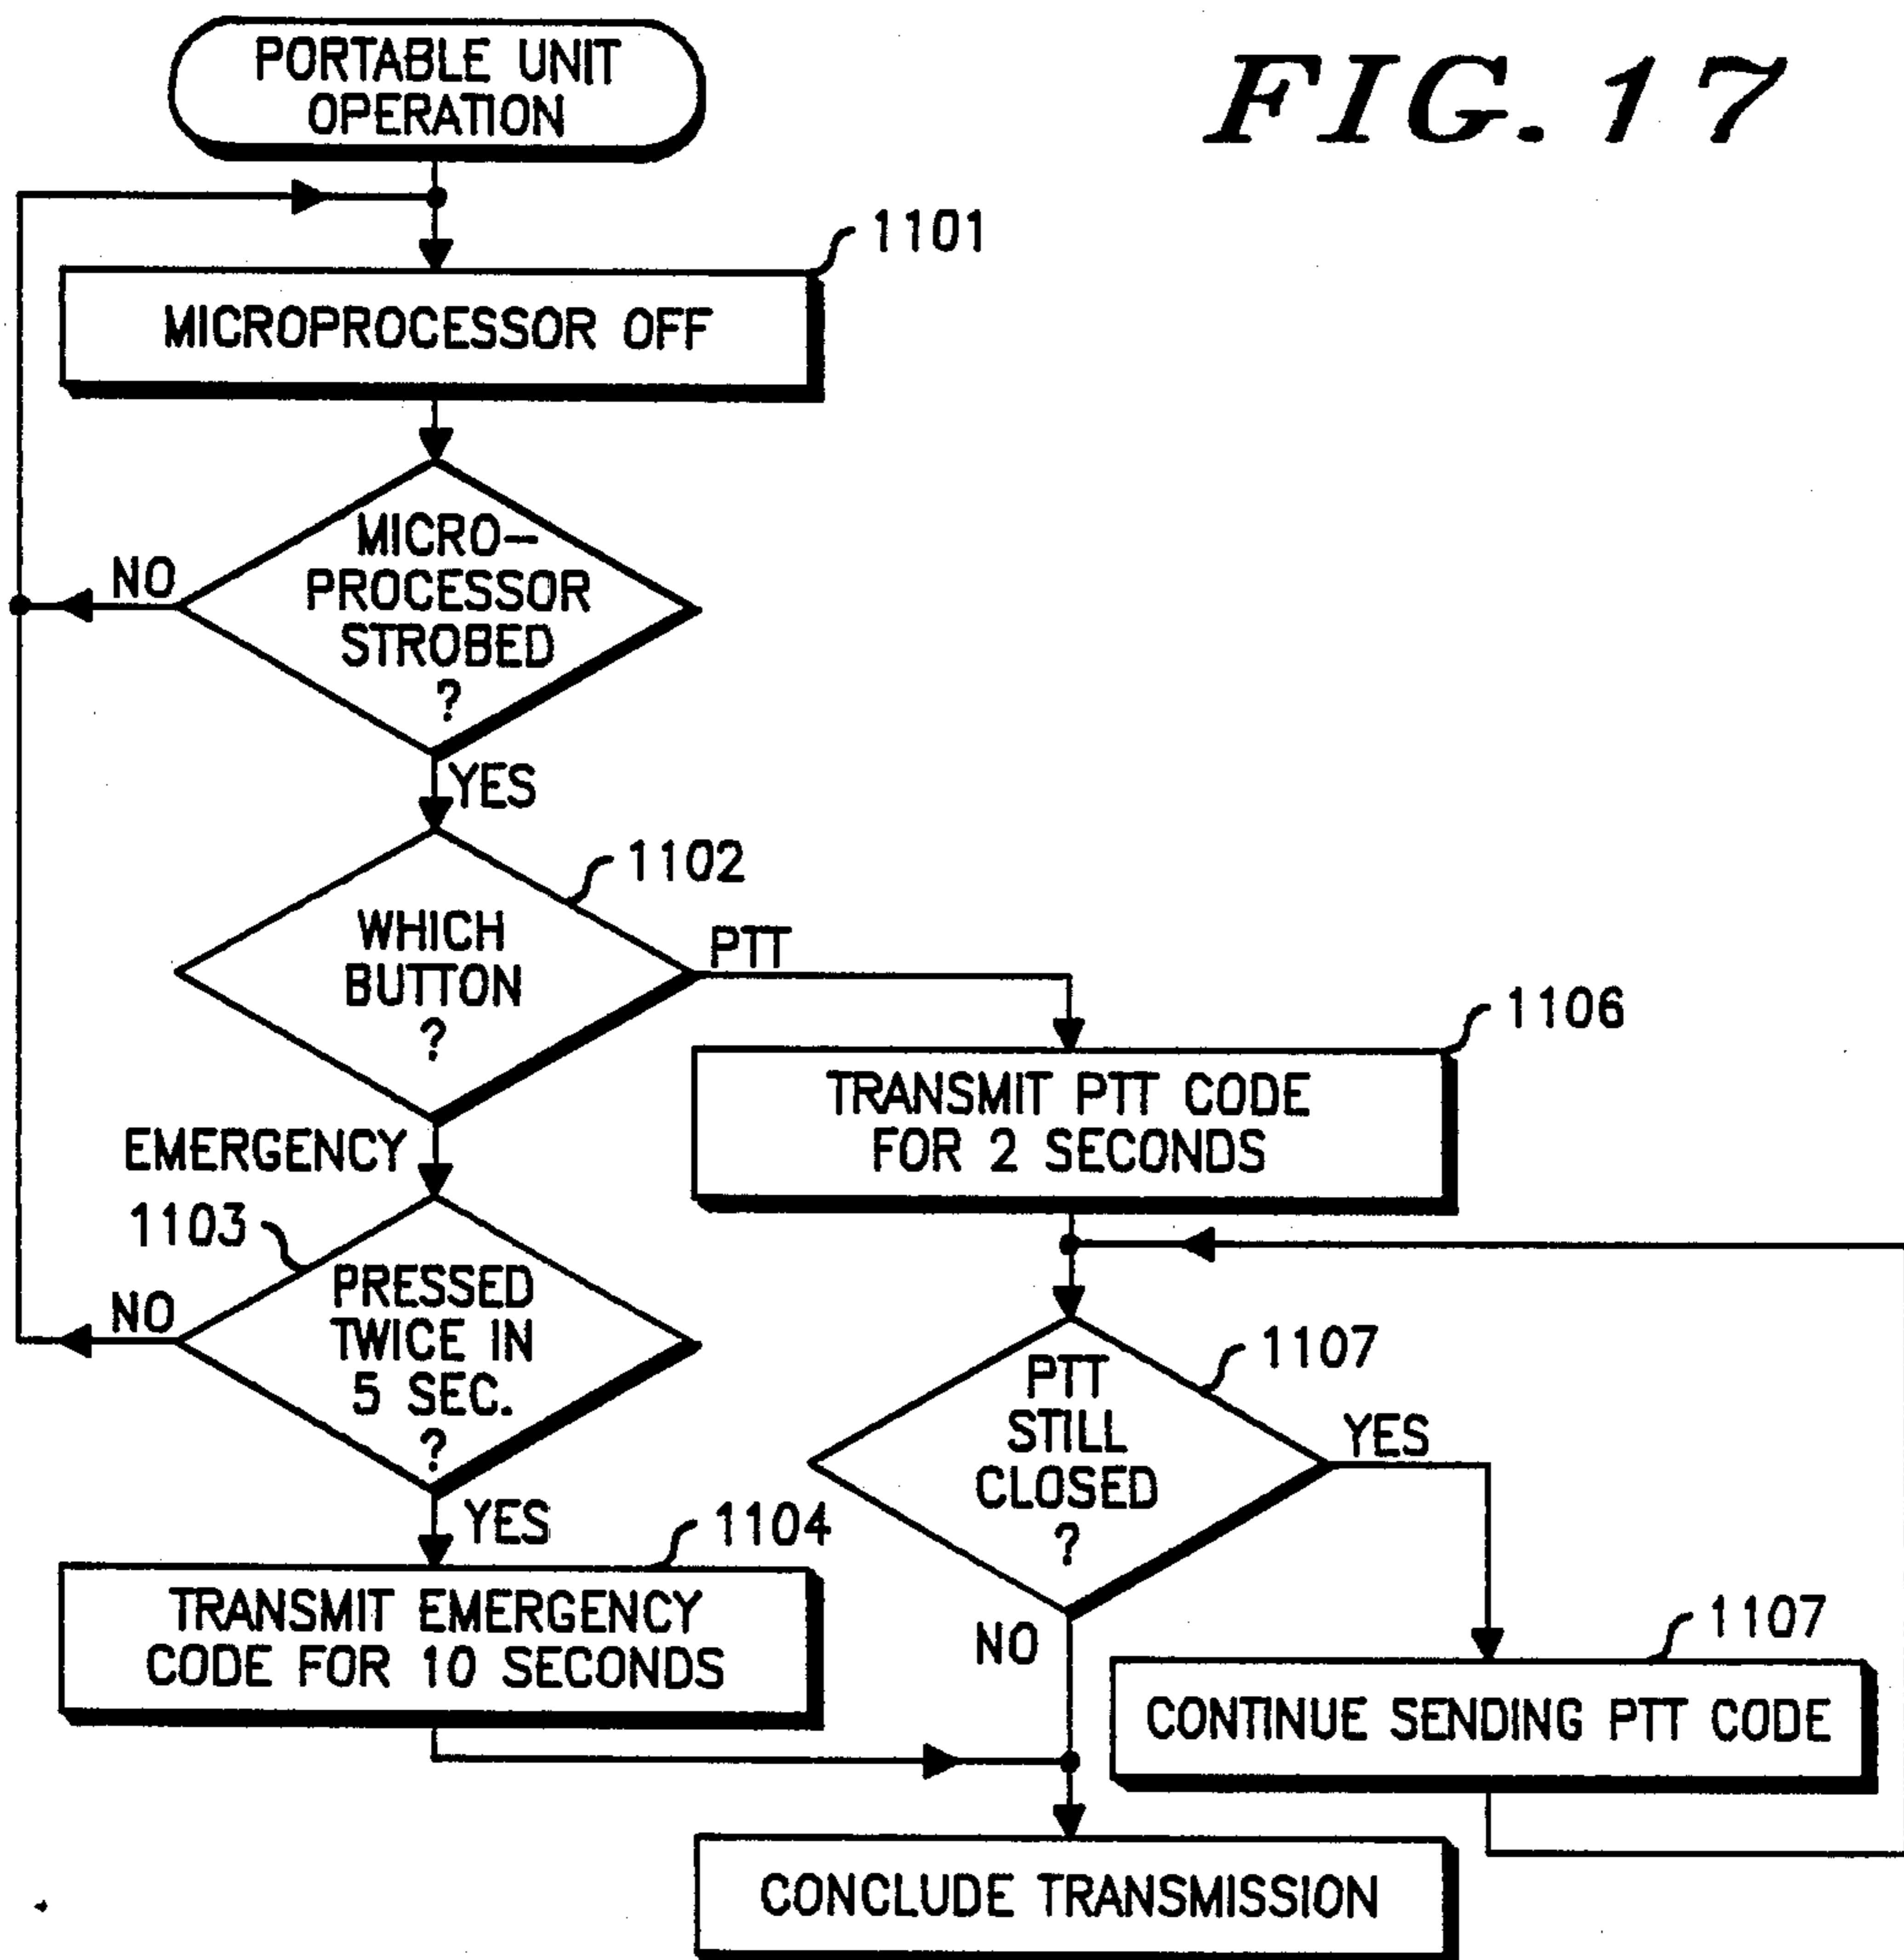 PORTABLE UNIT
OPERATION
FIG. 17
1101
MICROPROCESSOR OFF
MICRO-
PROCESSOR
STROBED
?
NO
YES
1102
WHICH
BUTTON
?
PTT
EMERGENCY
1106
TRANSMIT PTT CODE
FOR 2 SECONDS
1103
PRESSED
TWICE IN
5 SEC.
?
NO
YES
1107
PTT
STILL
CLOSED
?
YES
NO
1104
TRANSMIT EMERGENCY
CODE FOR 10 SECONDS
1107
CONTINUE SENDING PTT CODE
CONCLUDE TRANSMISSION